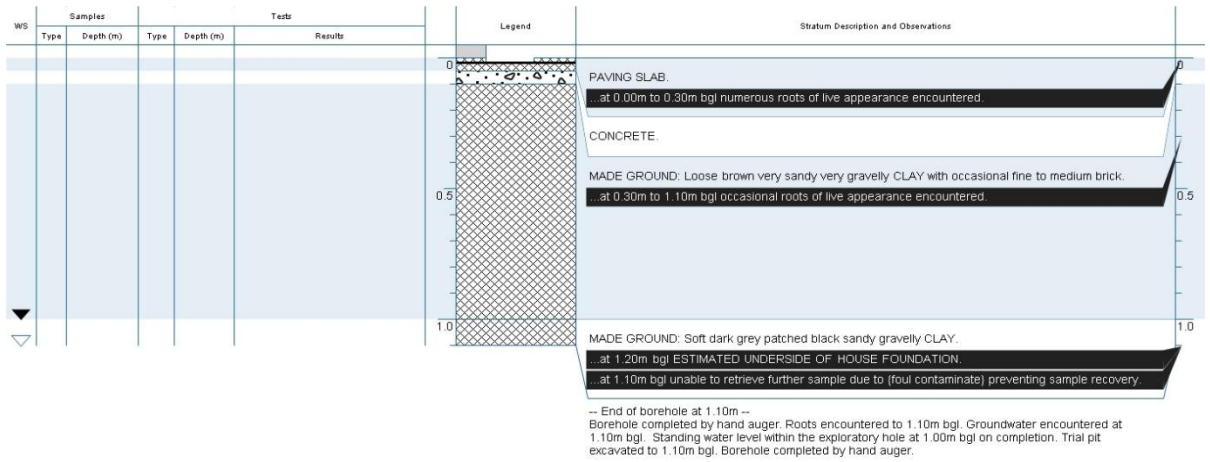 WS
Samples
Tests
Legend
Stratum Description and Observations
Type
Depth (m)
Type
Depth (m)
Results
0
0
PAVING SLAB.
...at 0.00m to 0.30m bgl numerous roots of live appearance encountered.
CONCRETE.
MADE GROUND: Loose brown very sandy very gravelly CLAY with occasional fine to medium brick.
0.5
0.5
...at 0.30m to 1.10m bgl occasional roots of live appearance encountered.
1.0
1.0
MADE GROUND: Soft dark grey patched black sandy gravelly CLAY.
...at 1.20m bgl ESTIMATED UNDERSIDE OF HOUSE FOUNDATION.
...at 1.10m bgl unable to retrieve further sample due to (foul contaminate) preventing sample recovery.
-- End of borehole at 1.10m --
Borehole completed by hand auger. Roots encountered to 1.10m bgl. Groundwater encountered at
1.10m bgl. Standing water level within the exploratory hole at 1.00m bgl on completion. Trial pit
excavated to 1.10m bgl. Borehole completed by hand auger.